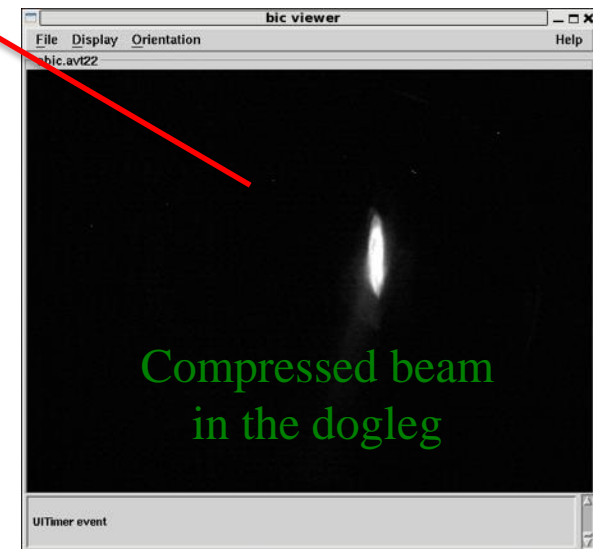 bic viewer
File Display Orientation Help
bic.avt22
Compressed beam
in the dogleg
UITimer event